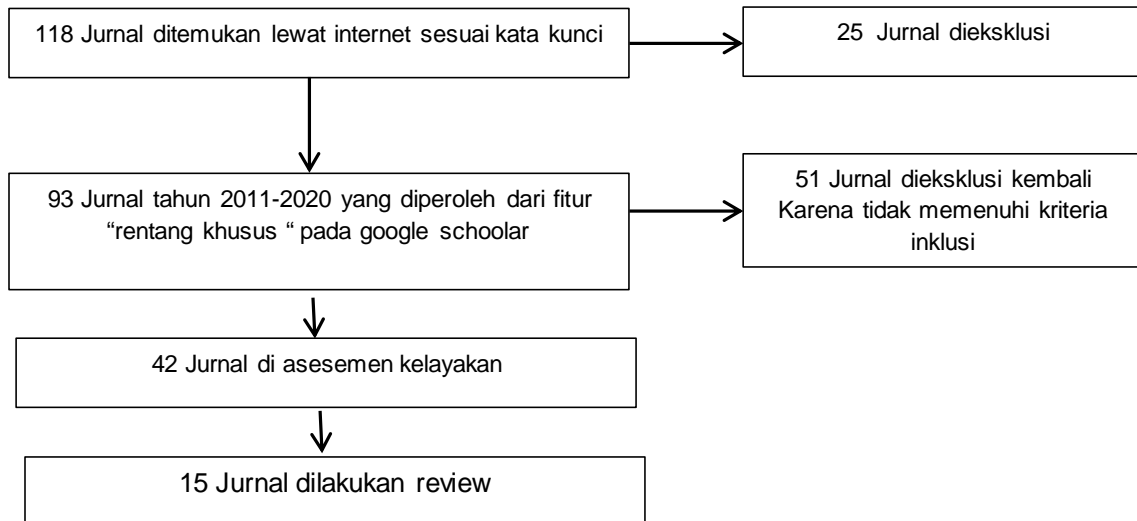 118 Jurnal ditemukan lewat internet sesuai kata kunci
25 Jurnal dieksklusi
93 Jurnal tahun 2011-2020 yang diperoleh dari fitur
“rentang khusus “ pada google schoolar
51 Jurnal dieksklusi kembali
Karena tidak memenuhi kriteria
inklusi
42 Jurnal di asesemen kelayakan
15 Jurnal dilakukan review